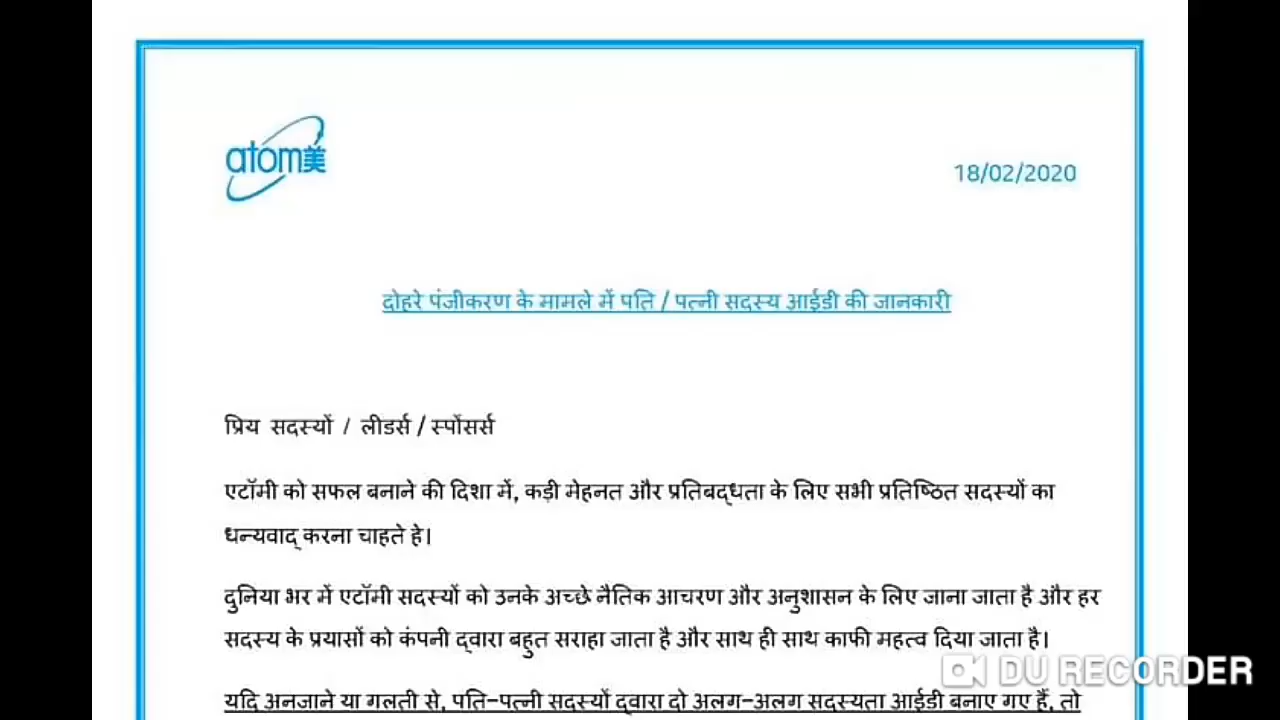 atom美
18/02/2020
दोहरे पंजीकरण के मामले में पति / पत्नी सदस्य आईडी की जानकारी
प्रिय सदस्यों / लीडर्स / स्पोंसर्स
एटॉमी को सफल बनाने की दिशा में, कड़ी मेहनत और प्रतिबद्धता के लिए सभी प्रतिष्ठित सदस्यों का
धन्यवाद् करना चाहते हे।
दुनिया भर में एटॉमी सदस्यों को उनके अच्छे नैतिक आचरण और अनुशासन के लिए जाना जाता है और हर
सदस्य के प्रयासों को कंपनी द्वारा बहुत सराहा जाता है और साथ ही साथ काफी महत्व दिया जाता है।
DU RECORDER
यदि अनजाने या गलती से, पति-पत्नी सदस्यों द्वारा दो अलग-अलग सदस्यता आईडी बनाए गए हैं, तो